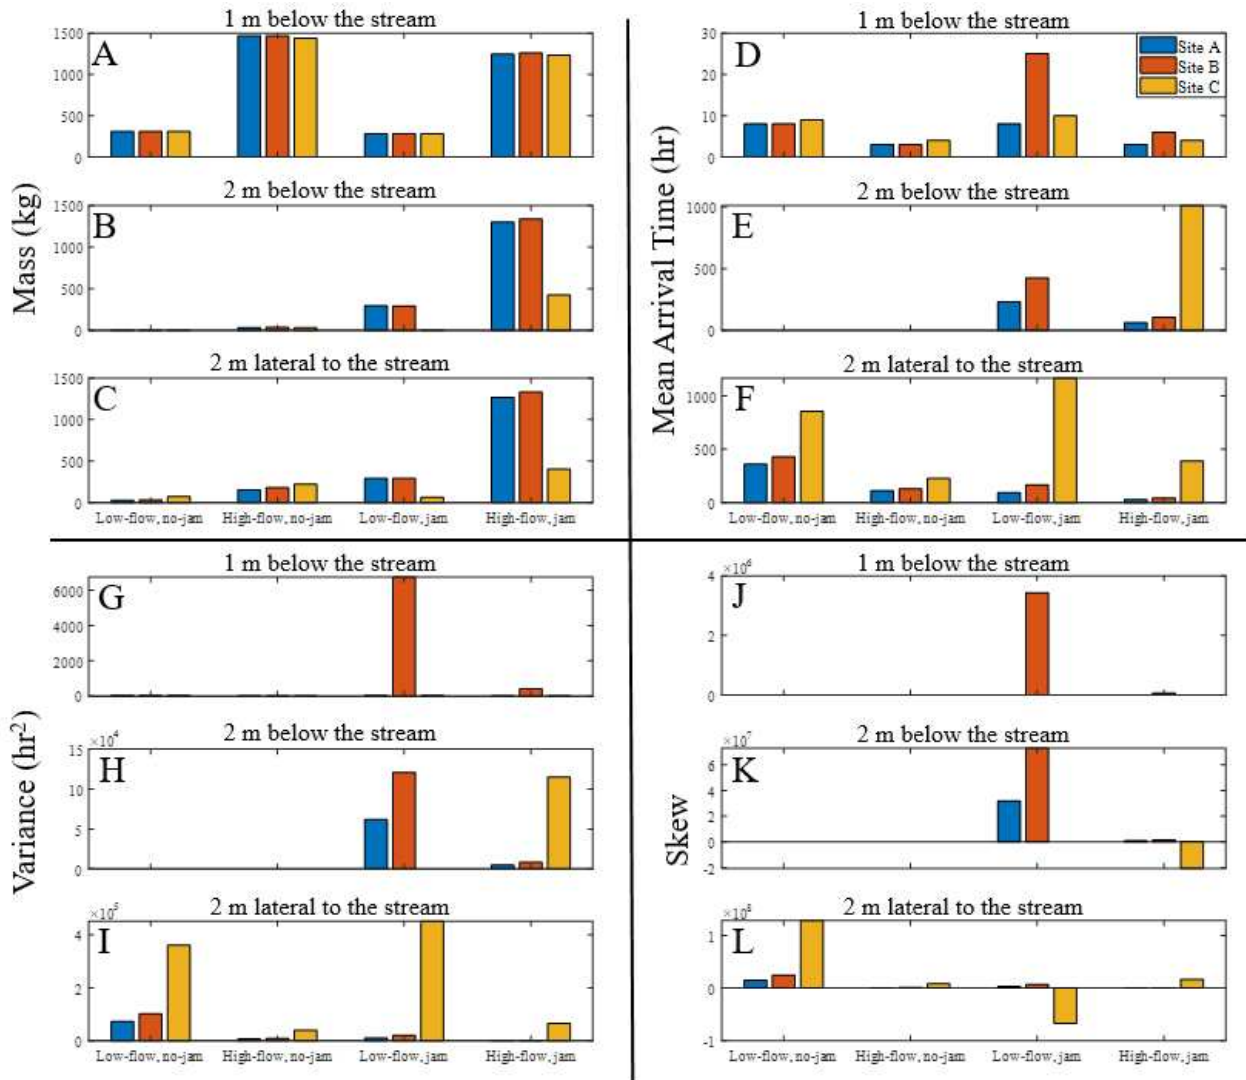 1 m below the stream
A
1500
1000
500
0
2 m below the stream
B
1500
1000
500
0
2 m lateral to the stream
C
1500
1000
500
0
Low-flow, no-jam High-flow, no-jam Low-flow, jam High-flow, jam
Mass (kg)
1 m below the stream
D
30
20
10
0
Site A
Site B
Site C
2 m below the stream
E
1000
500
0
2 m lateral to the stream
F
1000
500
0
Low-flow, no-jam High-flow, no-jam Low-flow, jam High-flow, jam
Mean Arrival Time (hr)
1 m below the stream
G
6000
4000
2000
0
2 m below the stream
×10⁴
H
15
10
5
0
2 m lateral to the stream
×10⁵
I
4
2
0
Low-flow, no-jam High-flow, no-jam Low-flow, jam High-flow, jam
Variance (hr²)
1 m below the stream
×10⁶
J
4
2
0
2 m below the stream
×10⁷
K
6
4
2
0
-2
2 m lateral to the stream
×10⁸
L
1
0
-1
Low-flow, no-jam High-flow, no-jam Low-flow, jam High-flow, jam
Skew